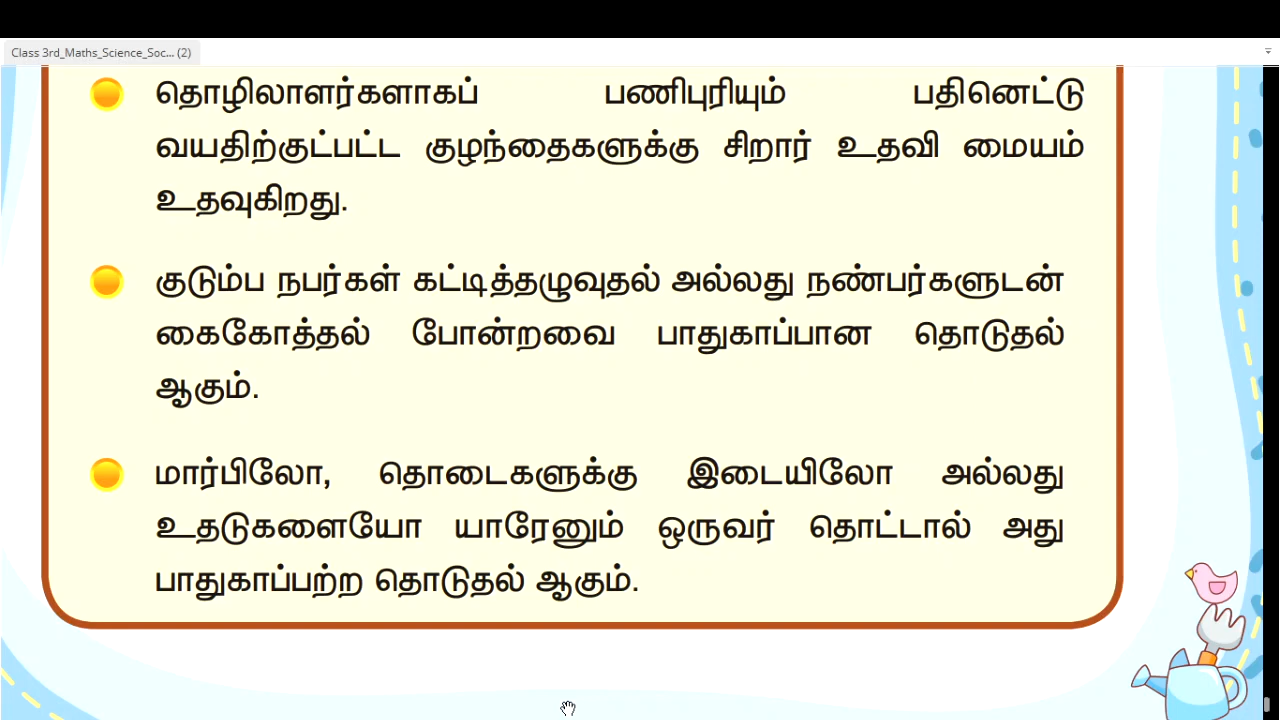 Class 3rd_Maths_Science_Soc... (2)
தொழிலாளர்களாகப் பணிபுரியும் பதினெட்டு
வயதிற்குட்பட்ட குழந்தைகளுக்கு சிறார் உதவி மையம்
உதவுகிறது.
குடும்ப நபர்கள் கட்டித்தழுவுதல் அல்லது நண்பர்களுடன்
கைகோத்தல் போன்றவை பாதுகாப்பான தொடுதல்
ஆகும்.
மார்பிலோ, தொடைகளுக்கு இடையிலோ அல்லது
உதடுகளையோ யாரேனும் ஒருவர் தொட்டால் அது
பாதுகாப்பற்ற தொடுதல் ஆகும்.